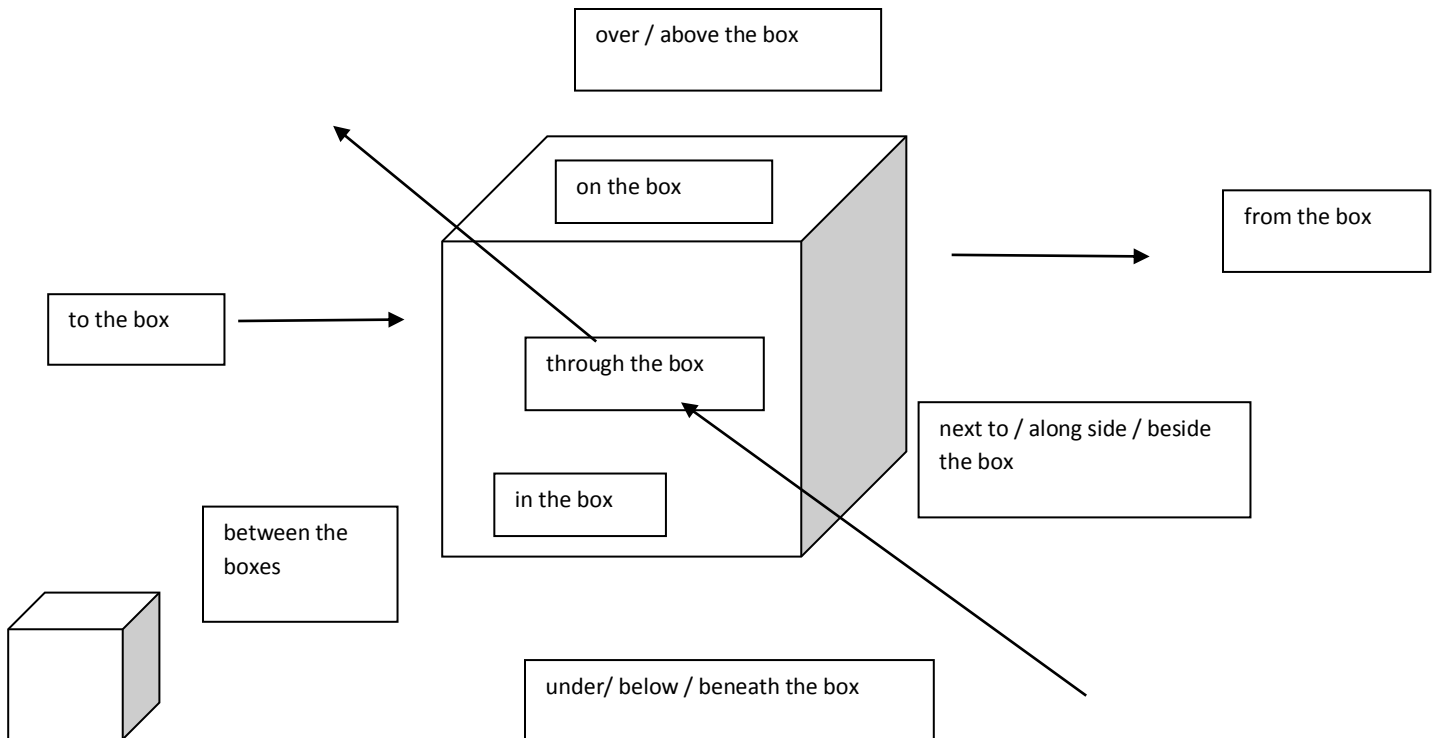 over / above the box
on the box
from the box
to the box
through the box
next to / along side / beside
the box
in the box
between the
boxes
under/ below / beneath the box